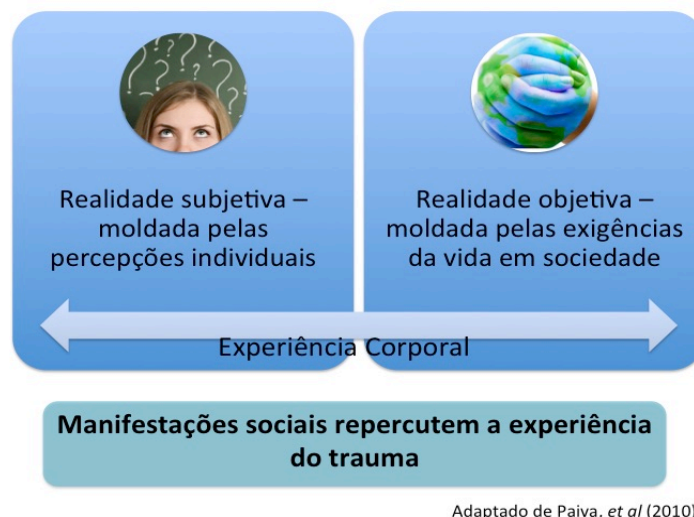 Realidade subjetiva –
moldada pelas
percepções individuais
Realidade objetiva –
moldada pelas exigências
da vida em sociedade
Experiência Corporal
Manifestações sociais repercutem a experiência
do trauma
Adaptado de Paiva, et al (2010)